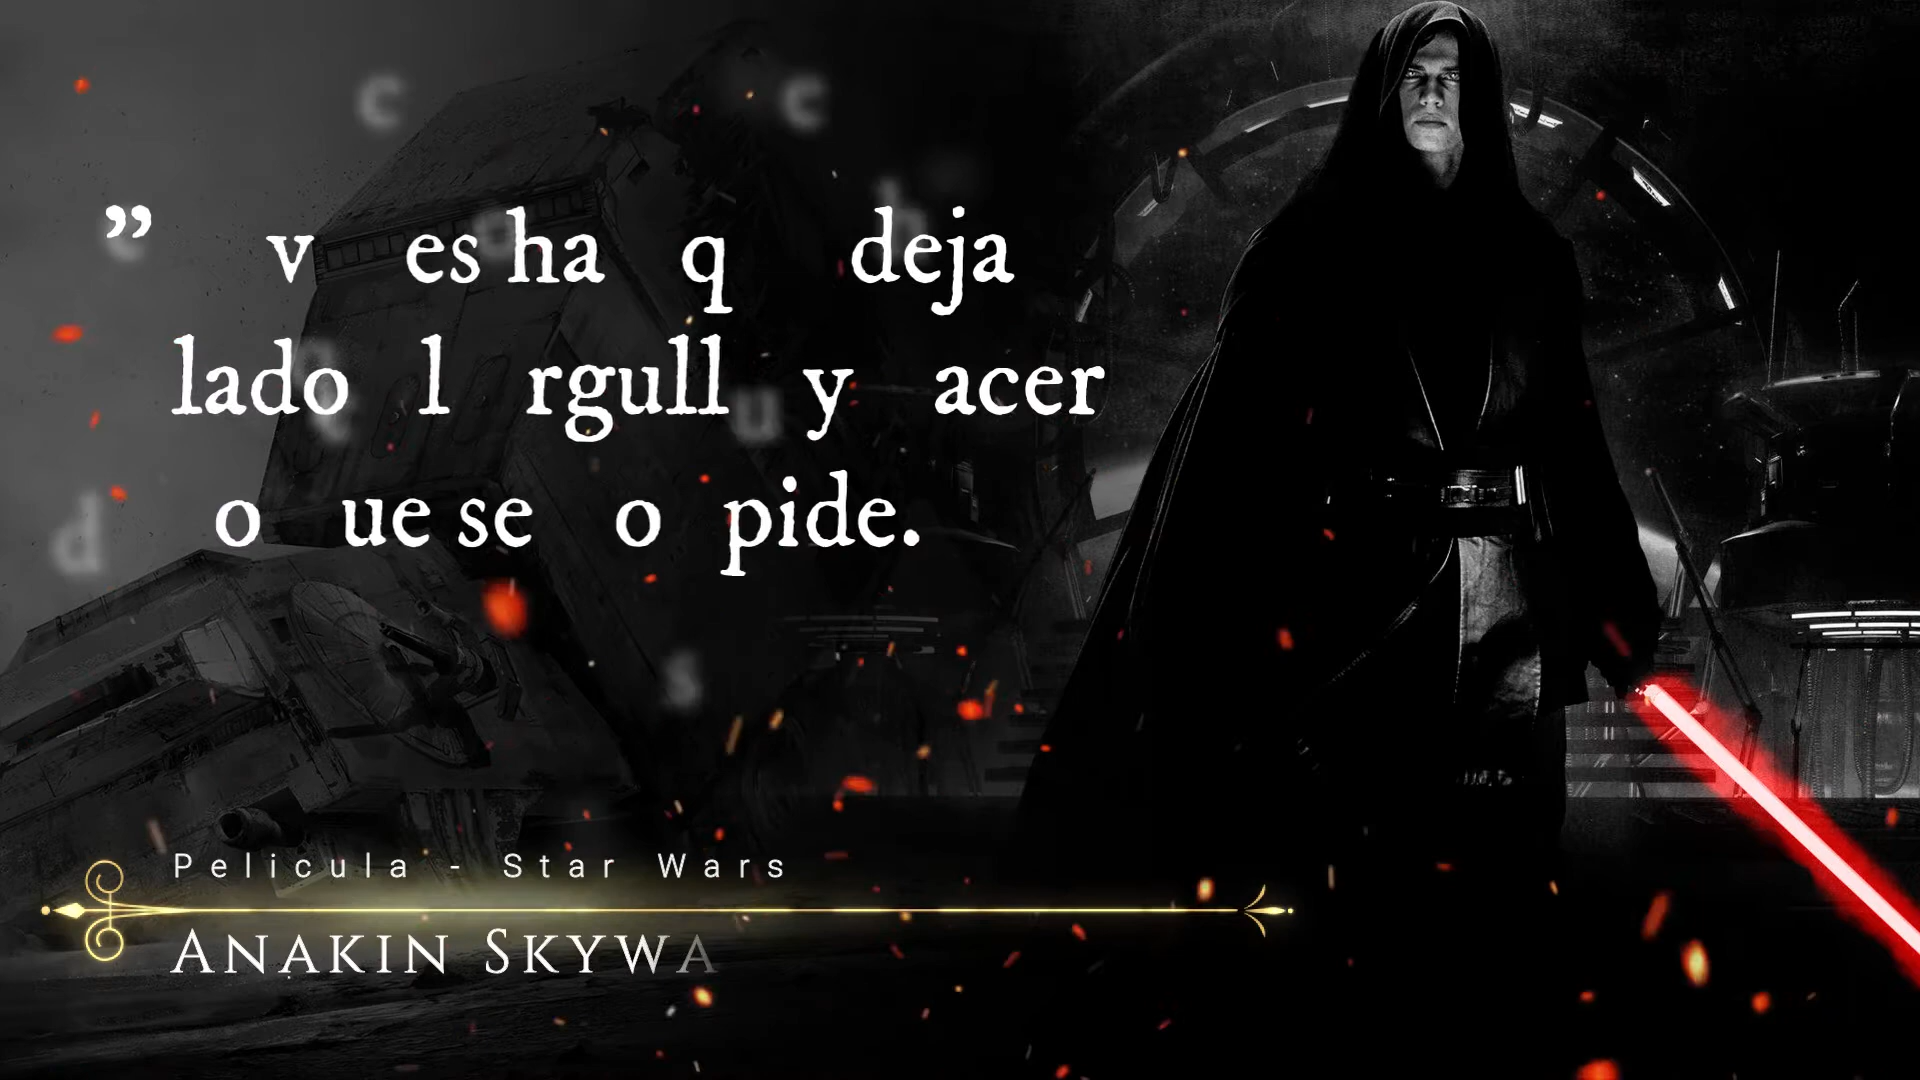 ” v es ha q deja
lado l rgull y acer
o ue se o pide.
Pelicula - Star Wars
ANAKIN SKYWA